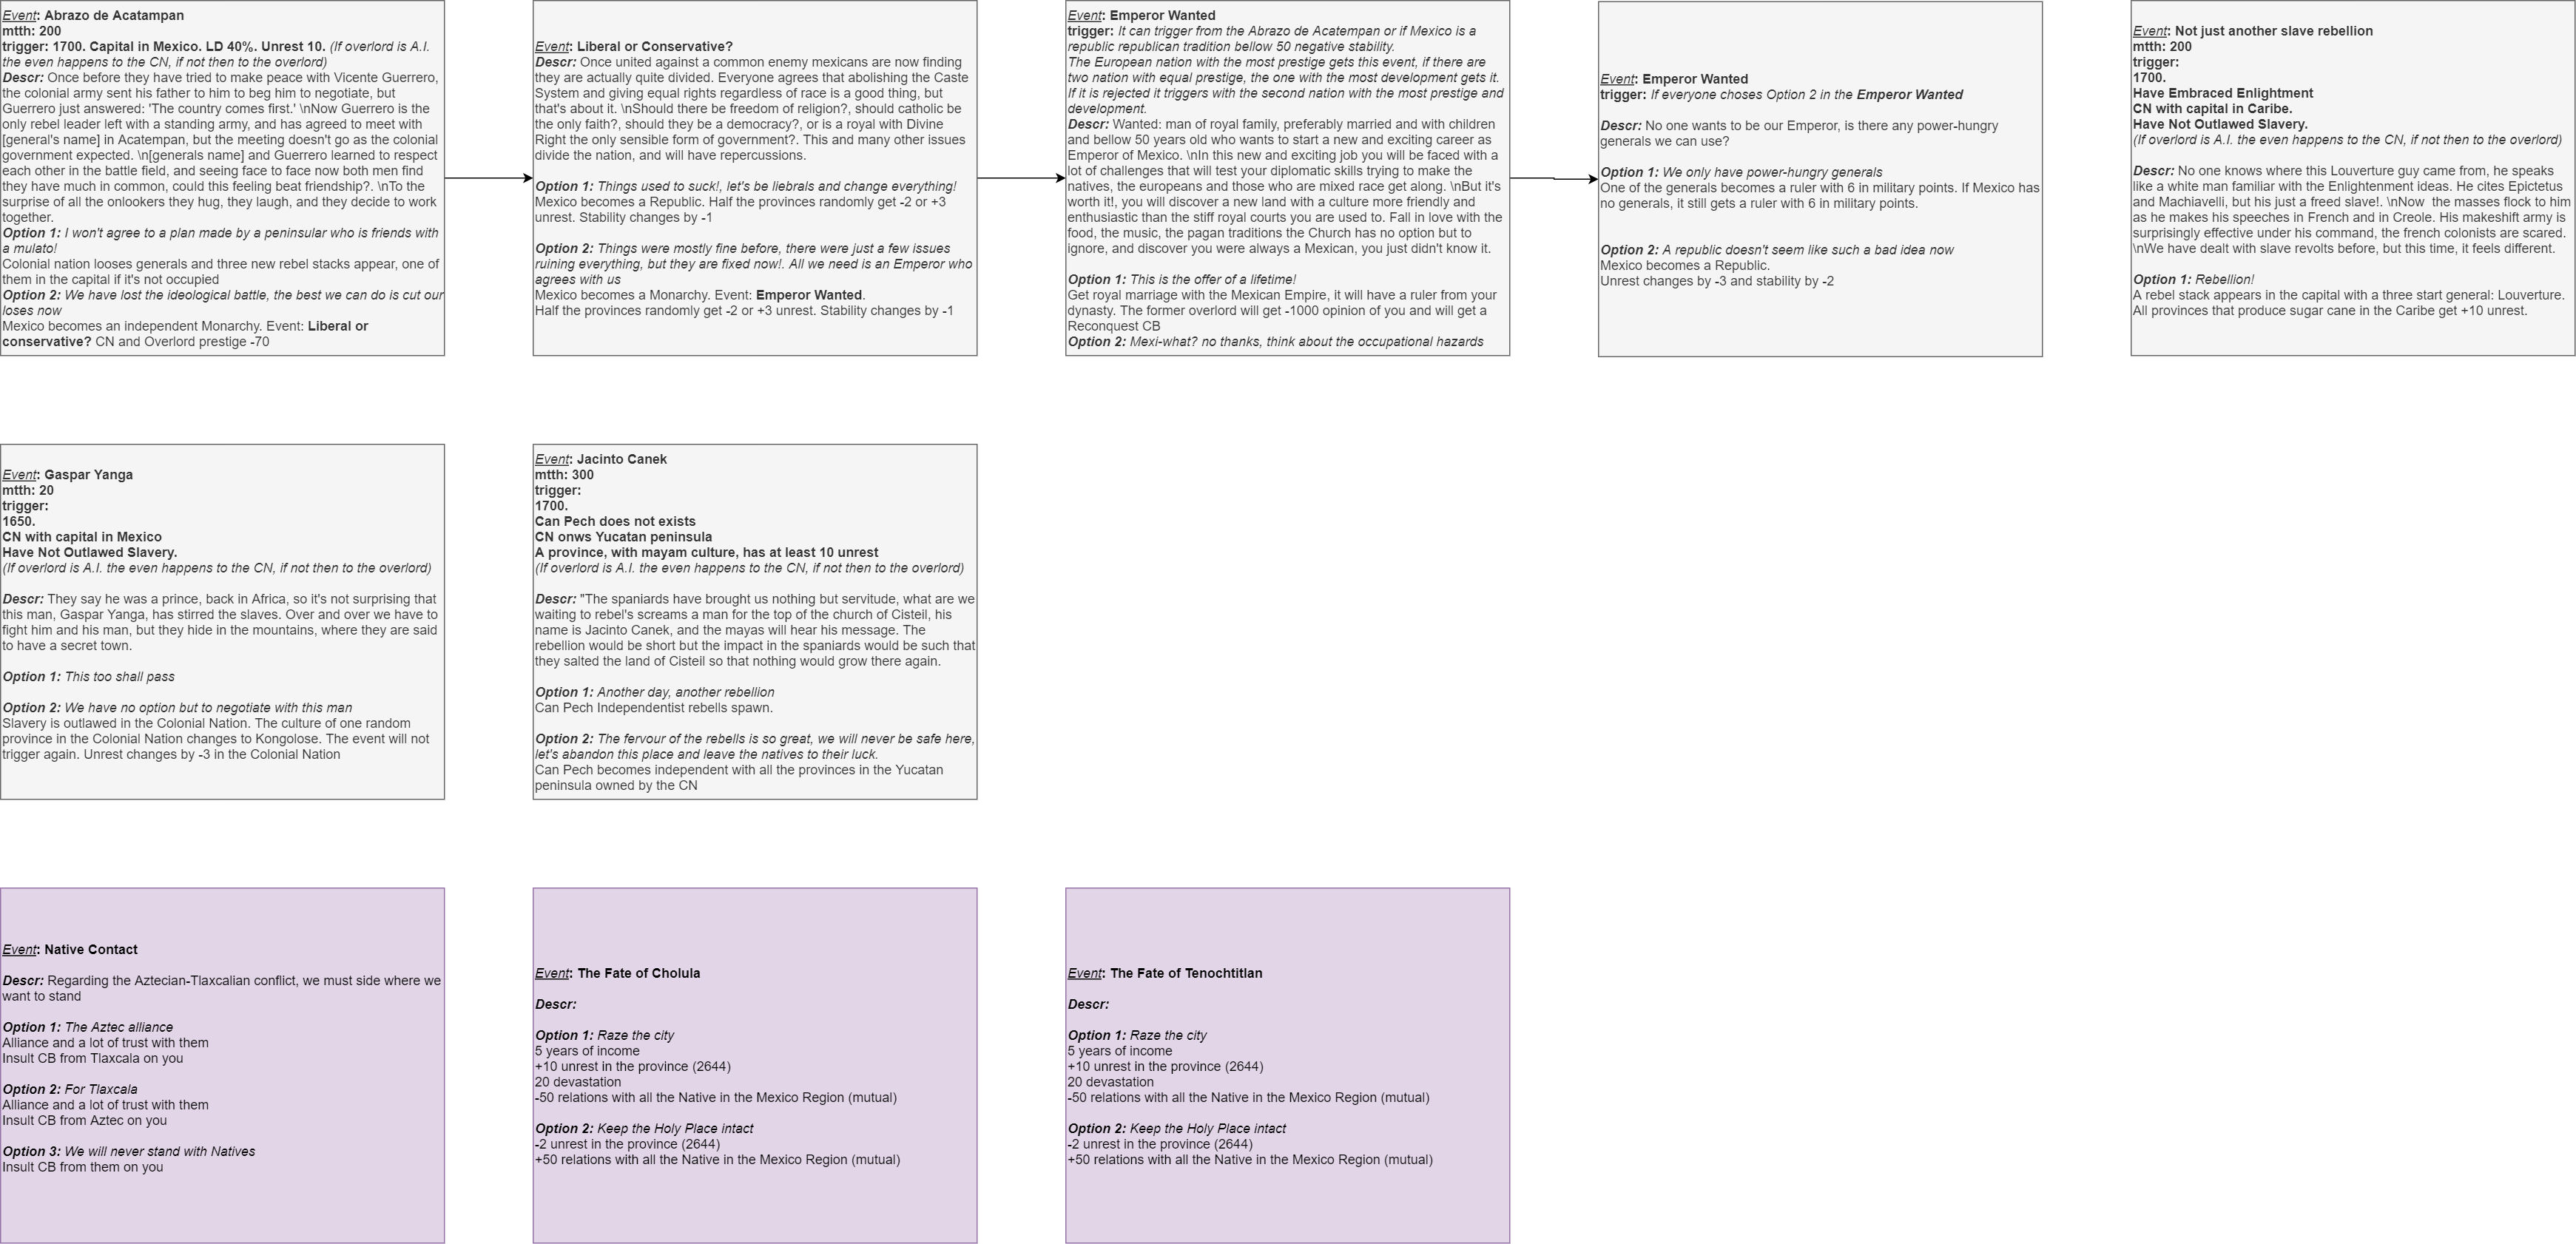 Event: Abrazo de Acatampan
mtth: 200
trigger: 1700. Capital in Mexico. LD 40%. Unrest 10. (If overlord is A.I.
the even happens to the CN, if not then to the overlord)
Descr: Once before they have tried to make peace with Vicente Guerrero,
the colonial army sent his father to him to beg him to negotiate, but
Guerrero just answered: 'The country comes first.' \nNow Guerrero is the
only rebel leader left with a standing army, and has agreed to meet with
[general's name] in Acatempan, but the meeting doesn't go as the colonial
government expected. \n[generals name] and Guerrero learned to respect
each other in the battle field, and seeing face to face now both men find
they have much in common, could this feeling beat friendship?. \nTo the
surprise of all the onlookers they hug, they laugh, and they decide to work
together.
Option 1: I won't agree to a plan made by a peninsular who is friends with
a mulato!
Colonial nation looses generals and three new rebel stacks appear, one of
them in the capital if it's not occupied
Option 2: We have lost the ideological battle, the best we can do is cut our
loses now
Mexico becomes an independent Monarchy. Event: Liberal or
conservative? CN and Overlord prestige -70
Event: Liberal or Conservative?
Descr: Once united against a common enemy mexicans are now finding
they are actually quite divided. Everyone agrees that abolishing the Caste
System and giving equal rights regardless of race is a good thing, but
that's about it. \nShould there be freedom of religion?, should catholic be
the only faith?, should they be a democracy?, or is a royal with Divine
Right the only sensible form of government?. This and many other issues
divide the nation, and will have repercussions.
Option 1: Things used to suck!, let's be liebrals and change everything!
Mexico becomes a Republic. Half the provinces randomly get -2 or +3
unrest. Stability changes by -1
Option 2: Things were mostly fine before, there were just a few issues
ruining everything, but they are fixed now!. All we need is an Emperor who
agrees with us
Mexico becomes a Monarchy. Event: Emperor Wanted.
Half the provinces randomly get -2 or +3 unrest. Stability changes by -1
Event: Emperor Wanted
trigger: It can trigger from the Abrazo de Acatempan or if Mexico is a
republic republican tradition bellow 50 negative stability.
The European nation with the most prestige gets this event, if there are
two nation with equal prestige, the one with the most development gets it.
If it is rejected it triggers with the second nation with the most prestige and
development.
Descr: Wanted: man of royal family, preferably married and with children
and bellow 50 years old who wants to start a new and exciting career as
Emperor of Mexico. \nIn this new and exciting job you will be faced with a
lot of challenges that will test your diplomatic skills trying to make the
natives, the europeans and those who are mixed race get along. \nBut it's
worth it!, you will discover a new land with a culture more friendly and
enthusiastic than the stiff royal courts you are used to. Fall in love with the
food, the music, the pagan traditions the Church has no option but to
ignore, and discover you were always a Mexican, you just didn't know it.
Option 1: This is the offer of a lifetime!
Get royal marriage with the Mexican Empire, it will have a ruler from your
dynasty. The former overlord will get -1000 opinion of you and will get a
Reconquest CB
Option 2: Mexi-what? no thanks, think about the occupational hazards
Event: Emperor Wanted
trigger: If everyone choses Option 2 in the Emperor Wanted
Descr: No one wants to be our Emperor, is there any power-hungry
generals we can use?
Option 1: We only have power-hungry generals
One of the generals becomes a ruler with 6 in military points. If Mexico has
no generals, it still gets a ruler with 6 in military points.
Option 2: A republic doesn't seem like such a bad idea now
Mexico becomes a Republic.
Unrest changes by -3 and stability by -2
Event: Not just another slave rebellion
mtth: 200
trigger:
1700.
Have Embraced Enlightment
CN with capital in Caribe.
Have Not Outlawed Slavery.
(If overlord is A.I. the even happens to the CN, if not then to the overlord)
Descr: No one knows where this Louverture guy came from, he speaks
like a white man familiar with the Enlightenment ideas. He cites Epictetus
and Machiavelli, but his just a freed slave!. \nNow  the masses flock to him
as he makes his speeches in French and in Creole. His makeshift army is
surprisingly effective under his command, the french colonists are scared.
\nWe have dealt with slave revolts before, but this time, it feels different.
Option 1: Rebellion!
A rebel stack appears in the capital with a three start general: Louverture.
All provinces that produce sugar cane in the Caribe get +10 unrest.
Event: Gaspar Yanga
mtth: 20
trigger:
1650.
CN with capital in Mexico
Have Not Outlawed Slavery.
(If overlord is A.I. the even happens to the CN, if not then to the overlord)
Descr: They say he was a prince, back in Africa, so it's not surprising that
this man, Gaspar Yanga, has stirred the slaves. Over and over we have to
fight him and his man, but they hide in the mountains, where they are said
to have a secret town.
Option 1: This too shall pass
Option 2: We have no option but to negotiate with this man
Slavery is outlawed in the Colonial Nation. The culture of one random
province in the Colonial Nation changes to Kongolose. The event will not
trigger again. Unrest changes by -3 in the Colonial Nation
Event: Jacinto Canek
mtth: 300
trigger:
1700.
Can Pech does not exists
CN onws Yucatan peninsula
A province, with mayam culture, has at least 10 unrest
(If overlord is A.I. the even happens to the CN, if not then to the overlord)
Descr: "The spaniards have brought us nothing but servitude, what are we
waiting to rebel's screams a man for the top of the church of Cisteil, his
name is Jacinto Canek, and the mayas will hear his message. The
rebellion would be short but the impact in the spaniards would be such that
they salted the land of Cisteil so that nothing would grow there again.
Option 1: Another day, another rebellion
Can Pech Independentist rebells spawn.
Option 2: The fervour of the rebells is so great, we will never be safe here,
let's abandon this place and leave the natives to their luck.
Can Pech becomes independent with all the provinces in the Yucatan
peninsula owned by the CN
Event: Native Contact
Descr: Regarding the Aztecian-Tlaxcalian conflict, we must side where we
want to stand
Option 1: The Aztec alliance
Alliance and a lot of trust with them
Insult CB from Tlaxcala on you
Option 2: For Tlaxcala
Alliance and a lot of trust with them
Insult CB from Aztec on you
Option 3: We will never stand with Natives
Insult CB from them on you
Event: The Fate of Cholula
Descr:
Option 1: Raze the city
5 years of income
+10 unrest in the province (2644)
20 devastation
-50 relations with all the Native in the Mexico Region (mutual)
Option 2: Keep the Holy Place intact
-2 unrest in the province (2644)
+50 relations with all the Native in the Mexico Region (mutual)
Event: The Fate of Tenochtitlan
Descr:
Option 1: Raze the city
5 years of income
+10 unrest in the province (2644)
20 devastation
-50 relations with all the Native in the Mexico Region (mutual)
Option 2: Keep the Holy Place intact
-2 unrest in the province (2644)
+50 relations with all the Native in the Mexico Region (mutual)